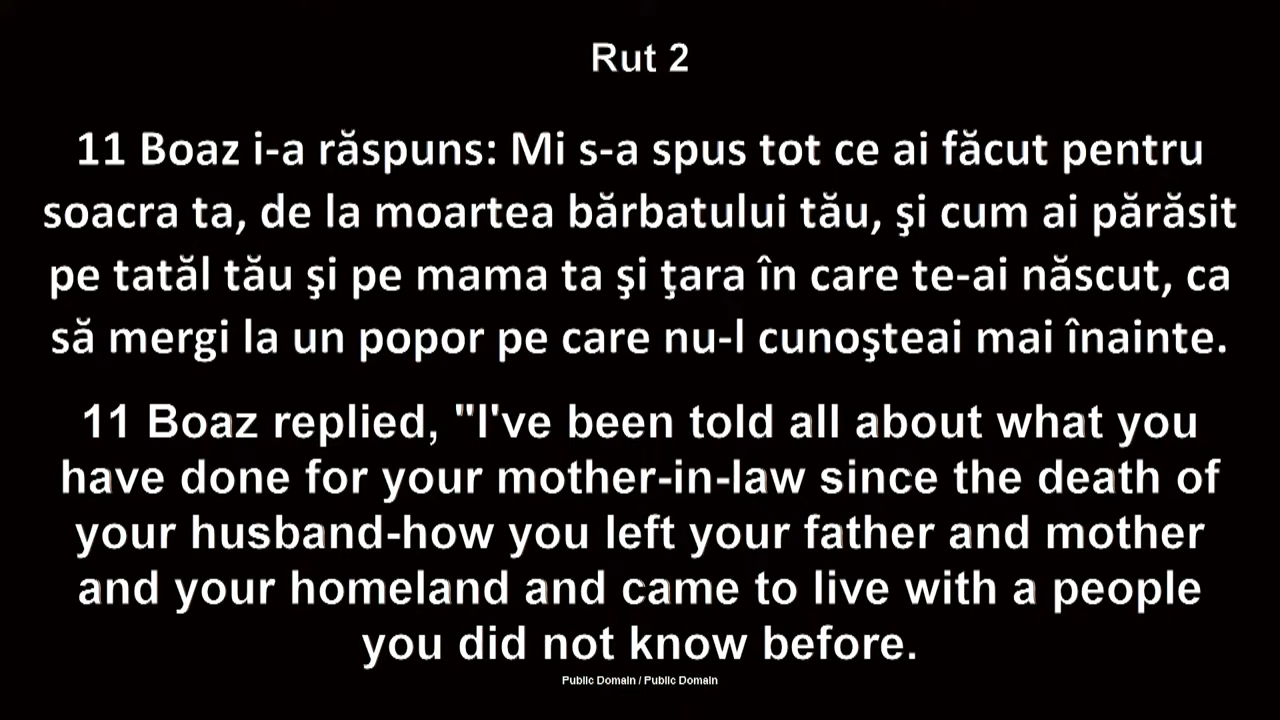 Rut 2
11 Boaz i-a răspuns: Mi s-a spus tot ce ai făcut pentru
soacra ta, de la moartea bărbatului tău, şi cum ai părăsit
pe tatăl tău şi pe mama ta şi ţara în care te-ai născut, ca
să mergi la un popor pe care nu-l cunoşteai mai înainte.
11 Boaz replied, "I've been told all about what you
have done for your mother-in-law since the death of
your husband-how you left your father and mother
and your homeland and came to live with a people
you did not know before.
Public Domain / Public Domain